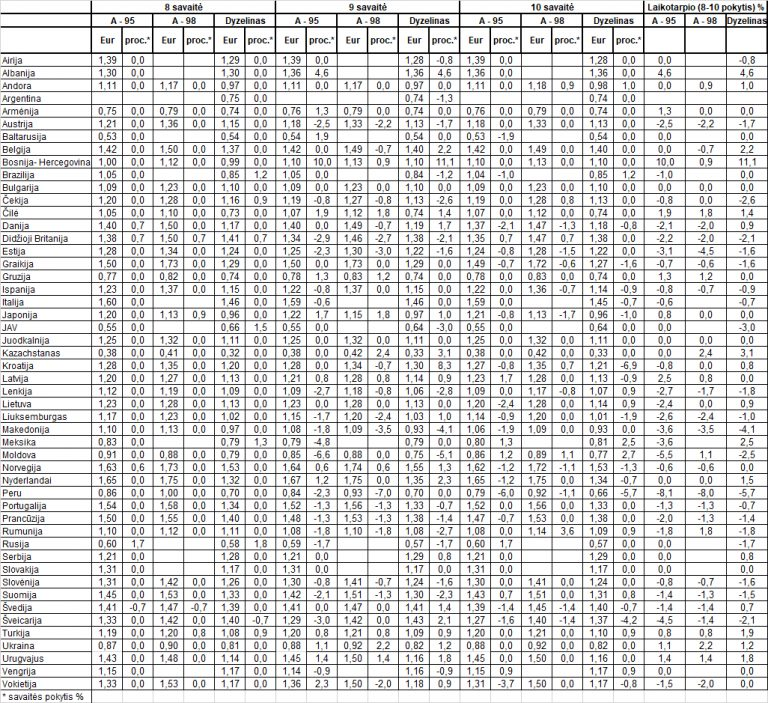 8 savaitė 9 savaitė 10 savaitė Laikotarpio (8-10 pokytis) %
A - 95 A - 98 Dyzelinas A - 95 A - 98 Dyzelinas A - 95 A - 98 Dyzelinas A - 95 A - 98 Dyzelinas
Eur proc.* Eur proc.* Eur proc.* Eur proc.* Eur proc.* Eur proc.* Eur proc.* Eur proc.* Eur proc.*
Airija 1,39 0,0 1,29 0,0 1,39 0,0 1,28 -0,8 1,39 0,0 1,28 0,0 0,0 -0,8
Albanija 1,30 0,0 1,30 0,0 1,36 4,6 1,36 4,6 1,36 0,0 1,36 0,0 4,6 4,6
Andora 1,11 0,0 1,17 0,0 0,97 0,0 1,11 0,0 1,17 0,0 0,97 0,0 1,11 0,0 1,18 0,9 0,98 1,0 0,0 0,9 1,0
Argentina 0,75 0,0 0,74 -1,3 0,74 0,0
Armėnija 0,75 0,0 0,79 0,0 0,74 0,0 0,76 1,3 0,79 0,0 0,74 0,0 0,76 0,0 0,79 0,0 0,74 0,0 1,3 0,0 0,0
Austrija 1,21 0,0 1,36 0,0 1,15 0,0 1,18 -2,5 1,33 -2,2 1,13 -1,7 1,18 0,0 1,33 0,0 1,13 0,0 -2,5 -2,2 -1,7
Baltarusija 0,53 0,0 0,54 0,0 0,54 1,9 0,54 0,0 0,53 -1,9 0,54 0,0 0,0 0,0
Belgija 1,42 0,0 1,50 0,0 1,37 0,0 1,42 0,0 1,49 -0,7 1,40 2,2 1,42 0,0 1,49 0,0 1,40 0,0 0,0 -0,7 2,2
Bosnija- Hercegovina 1,00 0,0 1,12 0,0 0,99 0,0 1,10 10,0 1,13 0,9 1,10 11,1 1,10 0,0 1,13 0,0 1,10 0,0 10,0 0,9 11,1
Brazilija 1,05 0,0 0,85 1,2 1,05 0,0 0,84 -1,2 1,04 -1,0 0,85 1,2 -1,0 0,0
Bulgarija 1,09 0,0 1,23 0,0 1,10 0,0 1,09 0,0 1,23 0,0 1,10 0,0 1,09 0,0 1,23 0,0 1,10 0,0 0,0 0,0 0,0
Čekija 1,20 0,0 1,28 0,0 1,16 0,9 1,19 -0,8 1,27 -0,8 1,13 -2,6 1,19 0,0 1,28 0,8 1,13 0,0 -0,8 0,0 -2,6
Čilė 1,05 0,0 1,10 0,0 0,73 0,0 1,07 1,9 1,12 1,8 0,74 1,4 1,07 0,0 1,12 0,0 0,74 0,0 1,9 1,8 1,4
Danija 1,40 0,7 1,50 0,0 1,17 0,0 1,40 0,0 1,49 -0,7 1,19 1,7 1,37 -2,1 1,47 -1,3 1,18 -0,8 -2,1 -2,0 0,9
Didžioji Britanija 1,38 0,7 1,50 0,7 1,41 0,7 1,34 -2,9 1,46 -2,7 1,38 -2,1 1,35 0,7 1,47 0,7 1,38 0,0 -2,2 -2,0 -2,1
Estija 1,28 0,0 1,34 0,0 1,24 0,0 1,25 -2,3 1,30 -3,0 1,22 -1,6 1,24 -0,8 1,28 -1,5 1,22 0,0 -3,1 -4,5 -1,6
Graikija 1,50 0,0 1,73 0,0 1,29 0,0 1,50 0,0 1,73 0,0 1,29 0,0 1,49 -0,7 1,72 -0,6 1,27 -1,6 -0,7 -0,6 -1,6
Gruzija 0,77 0,0 0,82 0,0 0,74 0,0 0,78 1,3 0,83 1,2 0,74 0,0 0,78 0,0 0,83 0,0 0,74 0,0 1,3 1,2 0,0
Ispanija 1,23 0,0 1,37 0,0 1,15 0,0 1,22 -0,8 1,37 0,0 1,15 0,0 1,22 0,0 1,36 -0,7 1,14 -0,9 -0,8 -0,7 -0,9
Italija 1,60 0,0 1,46 0,0 1,59 -0,6 1,46 0,0 1,59 0,0 1,45 -0,7 -0,6 -0,7
Japonija 1,20 0,0 1,13 0,9 0,96 0,0 1,22 1,7 1,15 1,8 0,97 1,0 1,21 -0,8 1,13 -1,7 0,96 -1,0 0,8 0,0 0,0
JAV 0,55 0,0 0,66 1,5 0,55 0,0 0,64 -3,0 0,55 0,0 0,64 0,0 0,0 -3,0
Juodkalnija 1,25 0,0 1,32 0,0 1,11 0,0 1,25 0,0 1,32 0,0 1,11 0,0 1,25 0,0 1,32 0,0 1,11 0,0 0,0 0,0 0,0
Kazachstanas 0,38 0,0 0,41 0,0 0,32 0,0 0,38 0,0 0,42 2,4 0,33 3,1 0,38 0,0 0,42 0,0 0,33 0,0 0,0 2,4 3,1
Kroatija 1,28 0,0 1,35 0,0 1,20 0,0 1,28 0,0 1,34 -0,7 1,30 8,3 1,27 -0,8 1,35 0,7 1,21 -6,9 -0,8 0,0 0,8
Latvija 1,20 0,0 1,27 0,0 1,13 0,0 1,21 0,8 1,28 0,8 1,14 0,9 1,23 1,7 1,28 0,0 1,13 -0,9 2,5 0,8 0,0
Lenkija 1,12 0,0 1,19 0,0 1,09 0,0 1,09 -2,7 1,18 -0,8 1,06 -2,8 1,09 0,0 1,17 -0,8 1,07 0,9 -2,7 -1,7 -1,8
Lietuva 1,23 0,0 1,28 0,0 1,13 0,0 1,23 0,0 1,28 0,0 1,13 0,0 1,20 -2,4 1,28 0,0 1,14 0,9 -2,4 0,0 0,9
Liuksemburgas 1,17 0,0 1,23 0,0 1,02 0,0 1,15 -1,7 1,20 -2,4 1,03 1,0 1,14 -0,9 1,20 0,0 1,01 -1,9 -2,6 -2,4 -1,0
Makedonija 1,10 0,0 1,13 0,0 0,97 0,0 1,08 -1,8 1,09 -3,5 0,93 -4,1 1,06 -1,9 1,09 0,0 0,93 0,0 -3,6 -3,5 -4,1
Meksika 0,83 0,0 0,79 1,3 0,79 -4,8 0,79 0,0 0,80 1,3 0,81 2,5 -3,6 2,5
Moldova 0,91 0,0 0,88 0,0 0,79 0,0 0,85 -6,6 0,88 0,0 0,75 -5,1 0,86 1,2 0,89 1,1 0,77 2,7 -5,5 1,1 -2,5
Norvegija 1,63 0,6 1,73 0,0 1,53 0,0 1,64 0,6 1,74 0,6 1,55 1,3 1,62 -1,2 1,72 -1,1 1,53 -1,3 -0,6 -0,6 0,0
Nyderlandai 1,65 0,0 1,75 0,0 1,32 0,0 1,67 1,2 1,75 0,0 1,35 2,3 1,65 -1,2 1,75 0,0 1,34 -0,7 0,0 0,0 1,5
Peru 0,86 0,0 1,00 0,0 0,70 0,0 0,84 -2,3 0,93 -7,0 0,70 0,0 0,79 -6,0 0,92 -1,1 0,66 -5,7 -8,1 -8,0 -5,7
Portugalija 1,54 0,0 1,58 0,0 1,34 0,0 1,52 -1,3 1,56 -1,3 1,33 -0,7 1,52 0,0 1,56 0,0 1,33 0,0 -1,3 -1,3 -0,7
Prancūzija 1,50 0,0 1,55 0,0 1,40 0,0 1,48 -1,3 1,53 -1,3 1,38 -1,4 1,47 -0,7 1,53 0,0 1,38 0,0 -2,0 -1,3 -1,4
Rumunija 1,10 0,0 1,12 0,0 1,11 0,0 1,08 -1,8 1,10 -1,8 1,08 -2,7 1,08 0,0 1,14 3,6 1,09 0,9 -1,8 1,8 -1,8
Rusija 0,60 1,7 0,58 1,8 0,59 -1,7 0,57 -1,7 0,60 1,7 0,57 0,0 0,0 -1,7
Serbija 1,21 0,0 1,28 0,0 1,21 0,0 1,29 0,8 1,21 0,0 1,29 0,0 0,0 0,8
Slovakija 1,31 0,0 1,17 0,0 1,31 0,0 1,17 0,0 1,31 0,0 1,17 0,0 0,0 0,0
Slovėnija 1,31 0,0 1,42 0,0 1,26 0,0 1,30 -0,8 1,41 -0,7 1,24 -1,6 1,30 0,0 1,41 0,0 1,24 0,0 -0,8 -0,7 -1,6
Suomija 1,45 0,0 1,53 0,8 1,33 0,0 1,42 -2,1 1,51 -1,3 1,30 -2,3 1,43 0,7 1,51 0,0 1,31 0,8 -1,4 -1,3 -1,5
Švedija 1,41 -0,7 1,47 -0,7 1,39 0,0 1,41 0,0 1,47 0,0 1,41 1,4 1,39 -1,4 1,45 -1,4 1,40 -0,7 -1,4 -1,4 0,7
Šveicarija 1,33 0,0 1,42 0,0 1,40 -0,7 1,29 -3,0 1,42 0,0 1,43 2,1 1,27 -1,6 1,40 -1,4 1,37 -4,2 -4,5 -1,4 -2,1
Turkija 1,19 0,0 1,20 0,8 1,08 0,9 1,20 0,8 1,21 0,8 1,09 0,9 1,20 0,0 1,21 0,0 1,10 0,9 0,8 0,8 1,9
Ukraina 0,87 0,0 0,90 0,0 0,81 0,0 0,88 1,1 0,92 2,2 0,82 1,2 0,88 0,0 0,92 0,0 0,82 0,0 1,1 2,2 1,2
Urugvajus 1,43 0,0 1,48 0,0 1,14 0,0 1,45 1,4 1,50 1,4 1,16 1,8 1,45 0,0 1,50 0,0 1,16 0,0 1,4 1,4 1,8
Vengrija 1,15 0,0 1,17 0,0 1,14 -0,9 1,16 -0,9 1,15 0,9 1,17 0,9 0,0 0,0
Vokietija 1,33 0,0 1,53 0,0 1,17 0,0 1,36 2,3 1,50 -2,0 1,18 0,9 1,31 -3,7 1,50 0,0 1,17 -0,8 -1,5 -2,0 0,0
* savaitės pokytis %